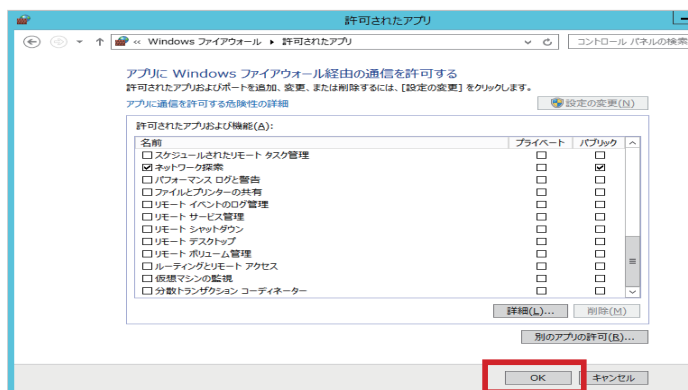 許可されたアプリ
« Windows ファイアウォール ▸ 許可されたアプリ
コントロール パネルの検索
アプリに Windows ファイアウォール経由の通信を許可する
許可されたアプリおよびポートを追加、変更、または削除するには、[設定の変更] をクリックします。
アプリに通信を許可する危険性の詳細
設定の変更(N)
許可されたアプリおよび機能(A):
名前 プライベート パブリック
スケジュールされたリモート タスク管理
ネットワーク探索
パフォーマンス ログと警告
ファイルとプリンターの共有
リモート イベントのログ管理
リモート サービス管理
リモート シャットダウン
リモート デスクトップ
リモート ボリューム管理
ルーティングとリモート アクセス
仮想マシンの監視
分散トランザクション コーディネーター
詳細(L)... 削除(M)
別のアプリの許可(R)...
OK キャンセル